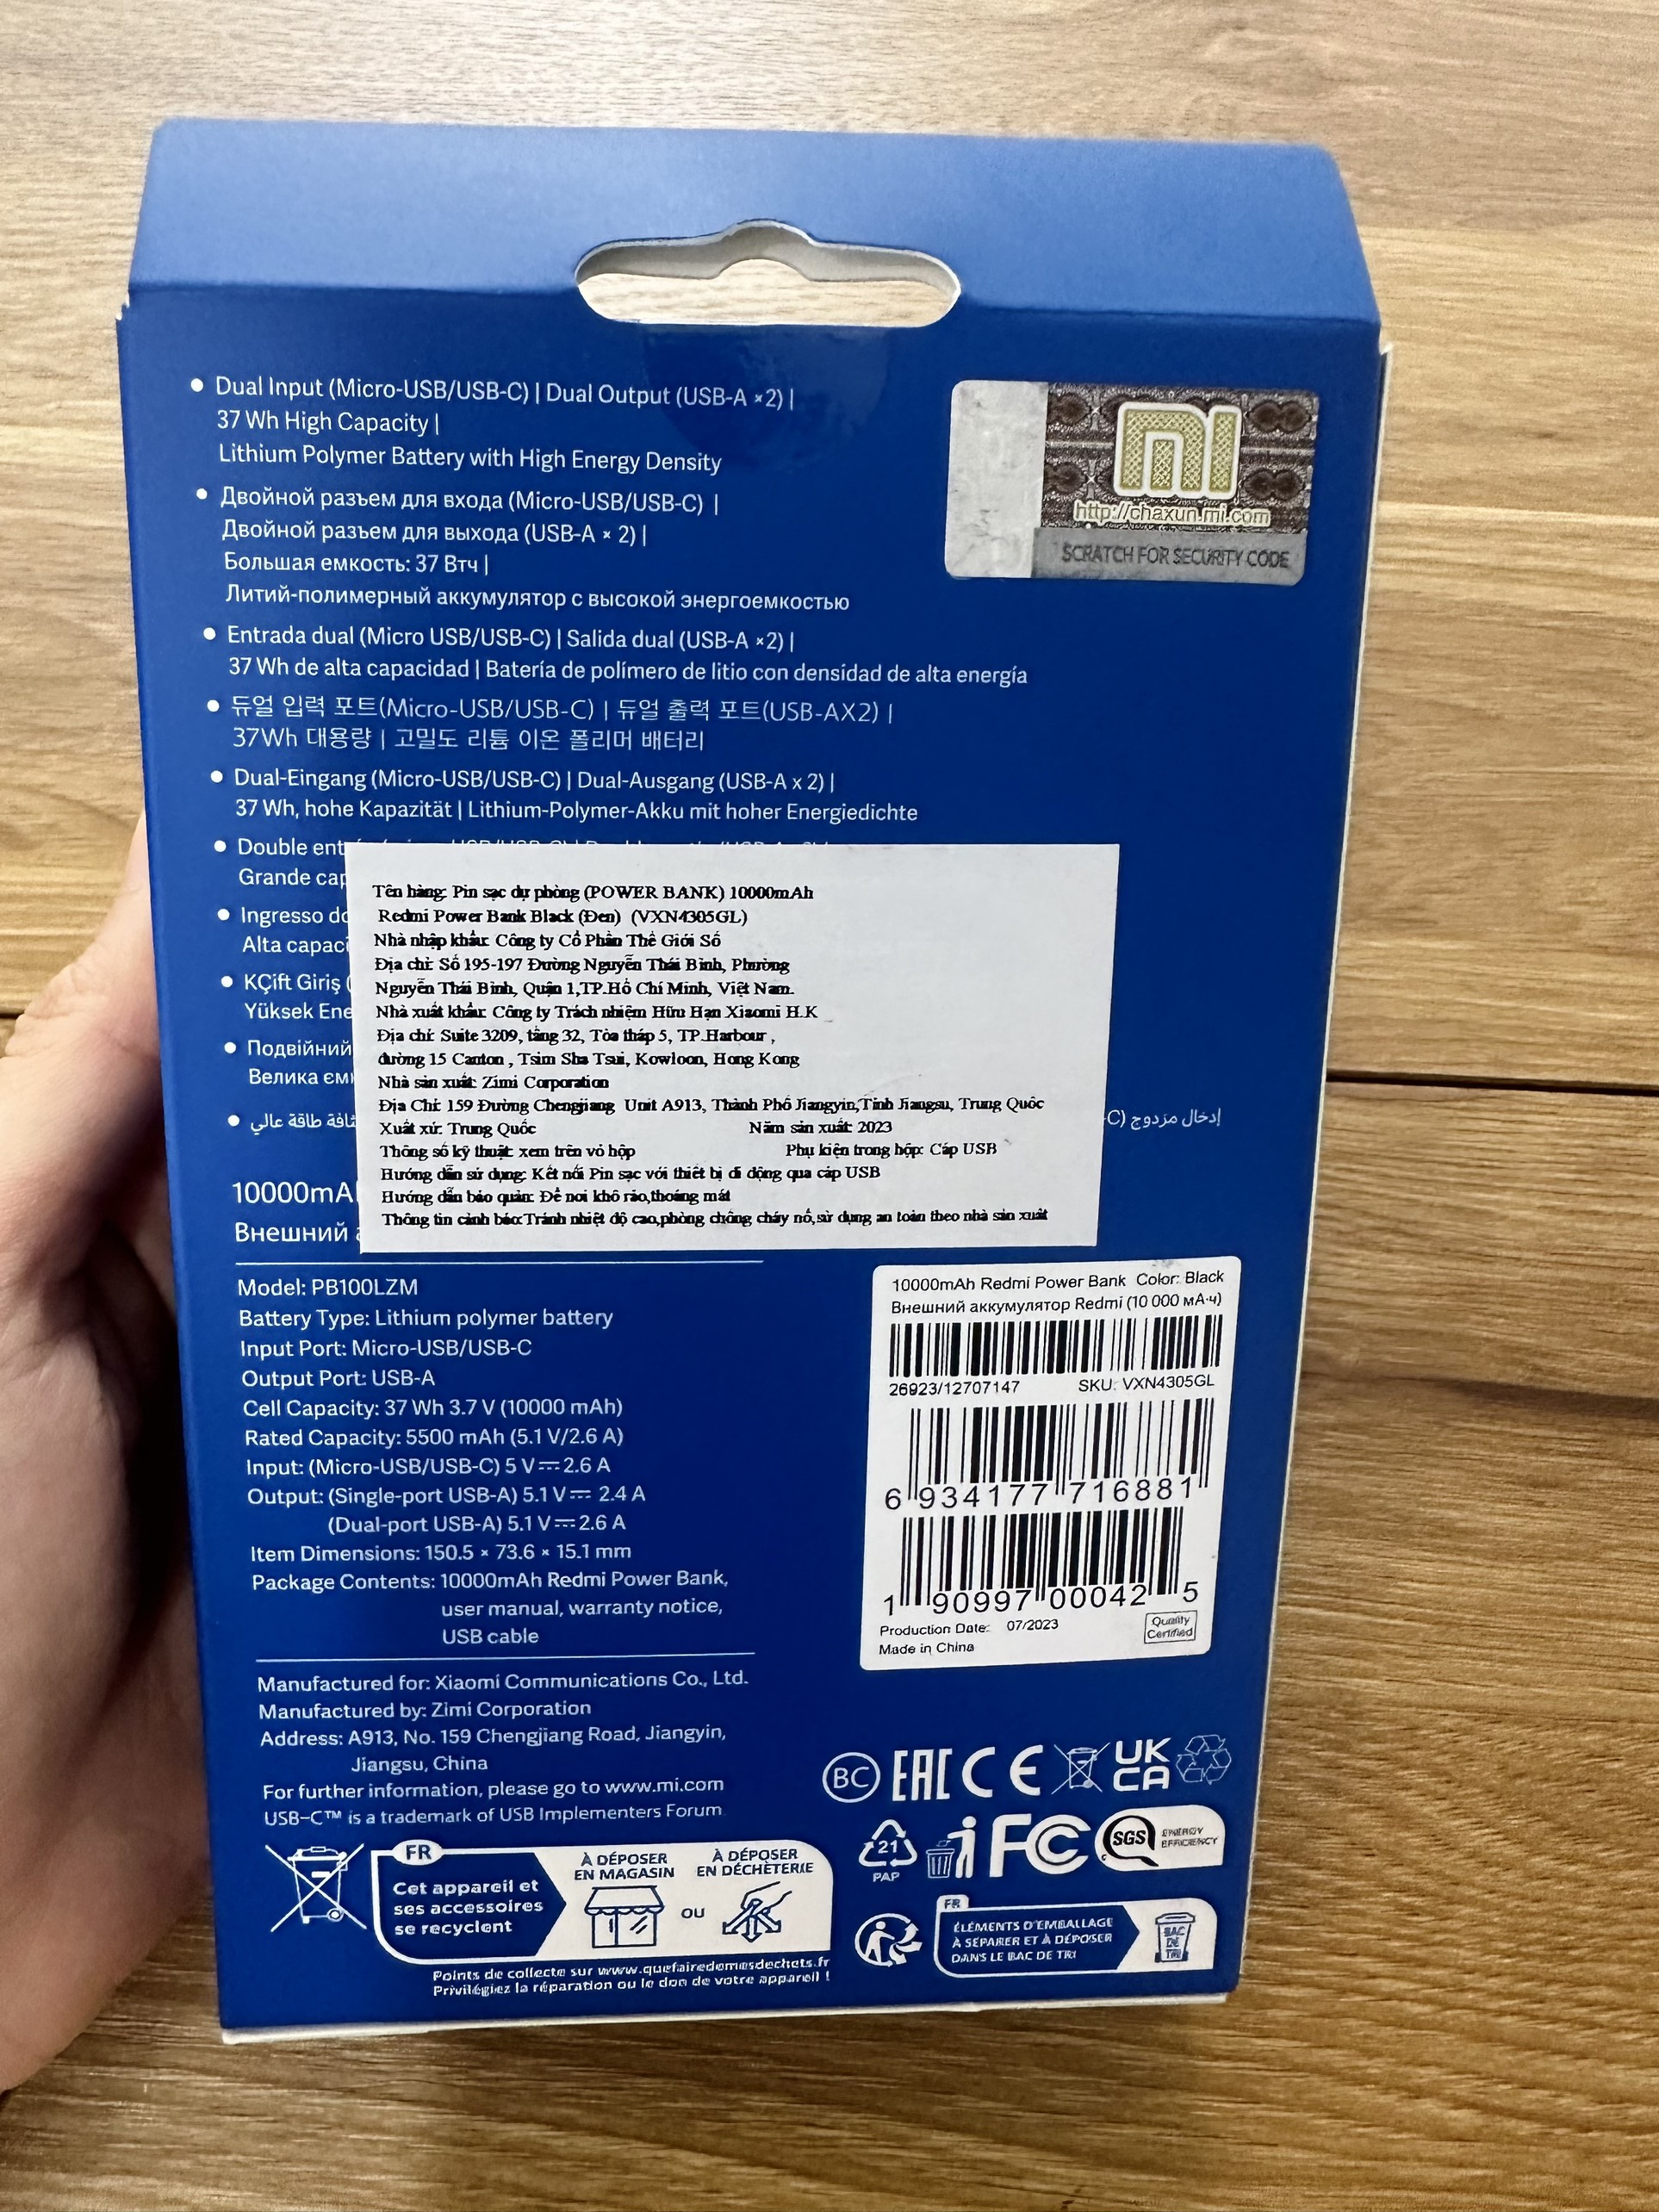 Dual Input (Micro-USB/USB-C) | Dual Output (USB-A ×2) |
37 Wh High Capacity |
Lithium Polymer Battery with High Energy Density
Двойной разъем для входа (Micro-USB/USB-C) |
Двойной разъем для выхода (USB-A × 2) |
Большая емкость: 37 Втч |
Литий-полимерный аккумулятор с высокой энергоемкостью
Entrada dual (Micro USB/USB-C) | Salida dual (USB-A ×2) |
37 Wh de alta capacidad | Batería de polímero de litio con densidad de alta energía
듀얼 입력 포트(Micro-USB/USB-C) | 듀얼 출력 포트(USB-AX2) |
37Wh 대용량 | 고밀도 리튬 이온 폴리머 배터리
Dual-Eingang (Micro-USB/USB-C) | Dual-Ausgang (USB-A x 2) |
37 Wh, hohe Kapazität | Lithium-Polymer-Akku mit hoher Energiedichte
Double
Grande
Ingresso
Alta
KÇift Giriş
Yüksek
Подвійний
Велика
إدخال مزدوج
طاقة عالي
10000mA
Внешний
mi
http://chaxun.mi.com
SCRATCH FOR SECURITY CODE
Tên hàng: Pin sạc dự phòng (POWER BANK) 10000mAh
Redmi Power Bank Black (Đen) (VXN4305GL)
Nhà nhập khẩu: Công ty Cổ Phần Thế Giới Số
Địa chỉ: Số 195-197 Đường Nguyễn Thái Bình, Phường
Nguyễn Thái Bình, Quận 1,TP.Hồ Chí Minh, Việt Nam.
Nhà xuất khẩu: Công ty Trách nhiệm Hữu Hạn Xiaomi H.K
Địa chỉ: Suite 3209, tầng 32, Tòa tháp 5, TP.Harbour ,
đường 15 Canton , Tsim Sha Tsui, Kowloon, Hong Kong
Nhà sản xuất: Zimi Corporation
Địa Chỉ: 159 Đường Chengjiang Unit A913, Thành Phố Jiangyin,Tỉnh Jiangsu, Trung Quốc
Xuất xứ: Trung Quốc Năm sản xuất: 2023
Thông số kỹ thuật: xem trên vỏ hộp Phụ kiện trong hộp: Cáp USB
Hướng dẫn sử dụng: Kết nối Pin sạc với thiết bị di động qua cáp USB
Hướng dẫn bảo quản: Để nơi khô ráo,thoáng mát
Thông tin cảnh báo:Tránh nhiệt độ cao,phòng chống cháy nổ,sử dụng an toàn theo nhà sản xuất
Model: PB100LZM
Battery Type: Lithium polymer battery
Input Port: Micro-USB/USB-C
Output Port: USB-A
Cell Capacity: 37 Wh 3.7 V (10000 mAh)
Rated Capacity: 5500 mAh (5.1 V/2.6 A)
Input: (Micro-USB/USB-C) 5 V⎓2.6 A
Output: (Single-port USB-A) 5.1 V⎓ 2.4 A
(Dual-port USB-A) 5.1 V⎓2.6 A
Item Dimensions: 150.5 × 73.6 × 15.1 mm
Package Contents: 10000mAh Redmi Power Bank,
user manual, warranty notice,
USB cable
Manufactured for: Xiaomi Communications Co., Ltd.
Manufactured by: Zimi Corporation
Address: A913, No. 159 Chengjiang Road, Jiangyin,
Jiangsu, China
For further information, please go to www.mi.com
USB-C™ is a trademark of USB Implementers Forum
10000mAh Redmi Power Bank Color: Black
Внешний аккумулятор Redmi (10 000 мА·ч)
26923/12707147 SKU: VXN4305GL
6 934177 716881
1 90997 00042 5
Production Date: 07/2023
Made in China
Quality
Certified
BC EAC CE UK CA
21
PAP
FC
SGS ENERGY EFFICIENCY
FR
Cet appareil et
ses accessoires
se recyclent
À DÉPOSER
EN MAGASIN
OU
À DÉPOSER
EN DÉCHÈTERIE
Points de collecte sur www.quefairedemesdechets.fr
Privilégiez la réparation ou le don de votre appareil !
FR
ÉLÉMENTS D'EMBALLAGE
À SÉPARER ET À DÉPOSER
DANS LE BAC DE TRI
BAC
DE
TRI